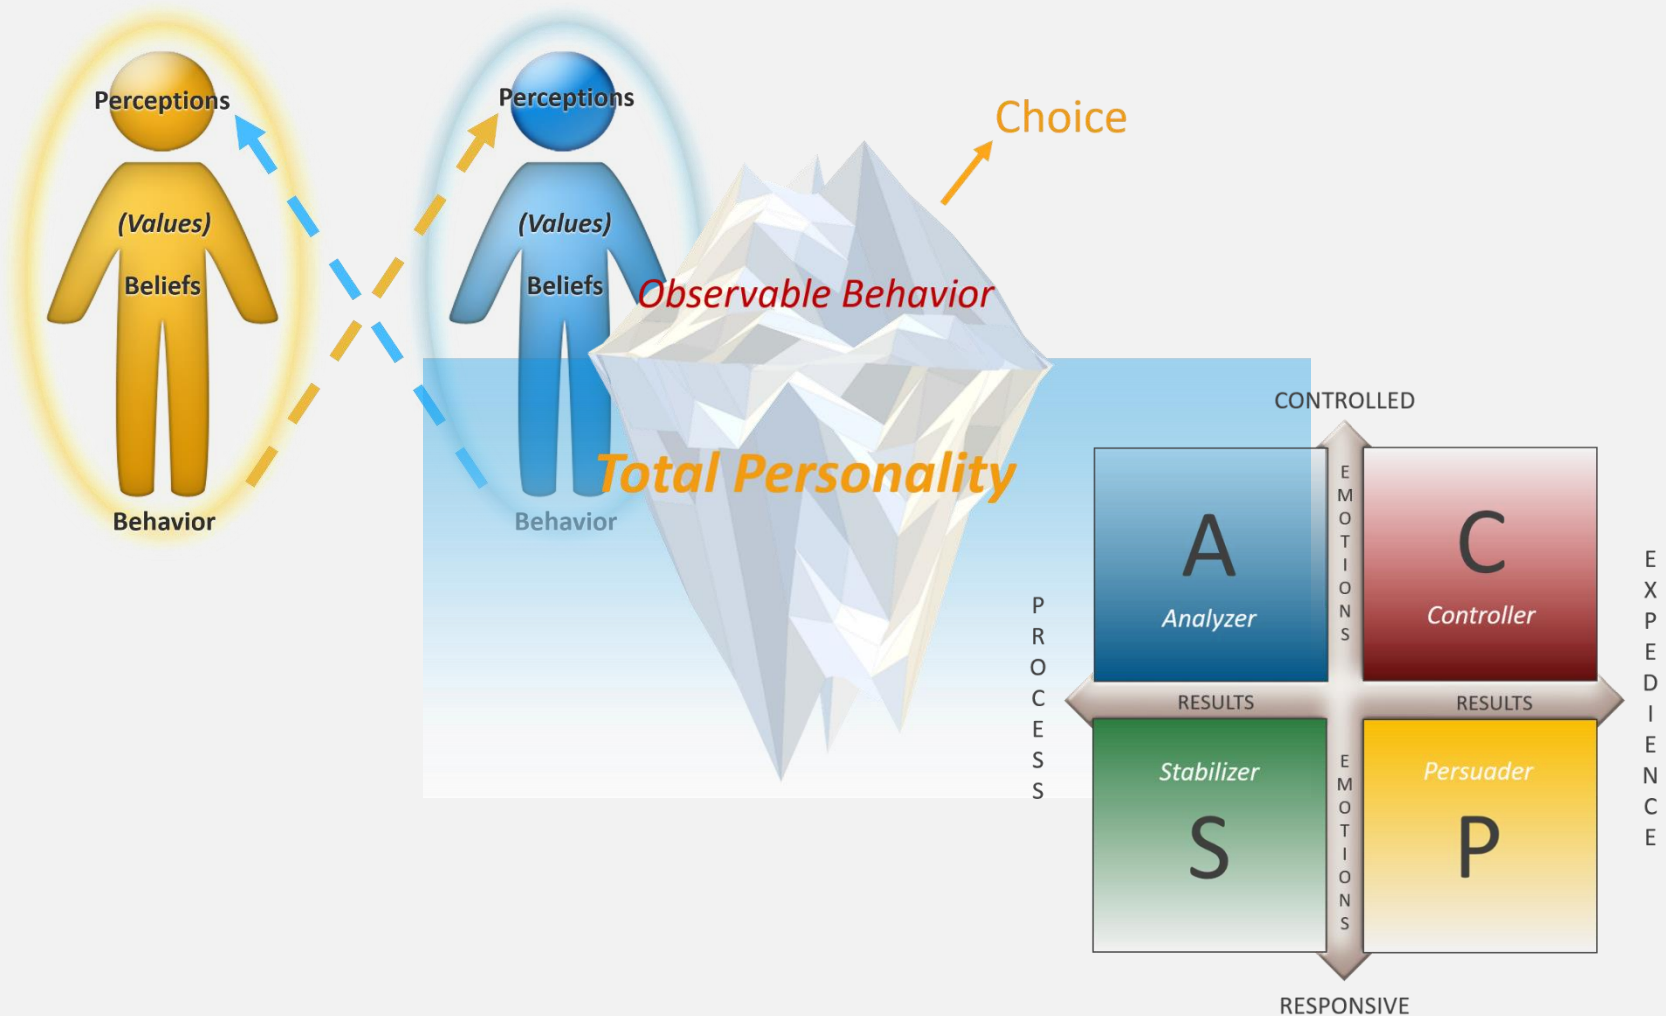 Perceptions
(Values)
Beliefs
Behavior
Perceptions
(Values)
Beliefs
Behavior
Choice
Observable Behavior
Total Personality
CONTROLLED
EMOTIONS
A
Analyzer
C
Controller
PROCESS
RESULTS
RESULTS
EXPEDIENCE
Stabilizer
S
EMOTIONS
Persuader
P
RESPONSIVE